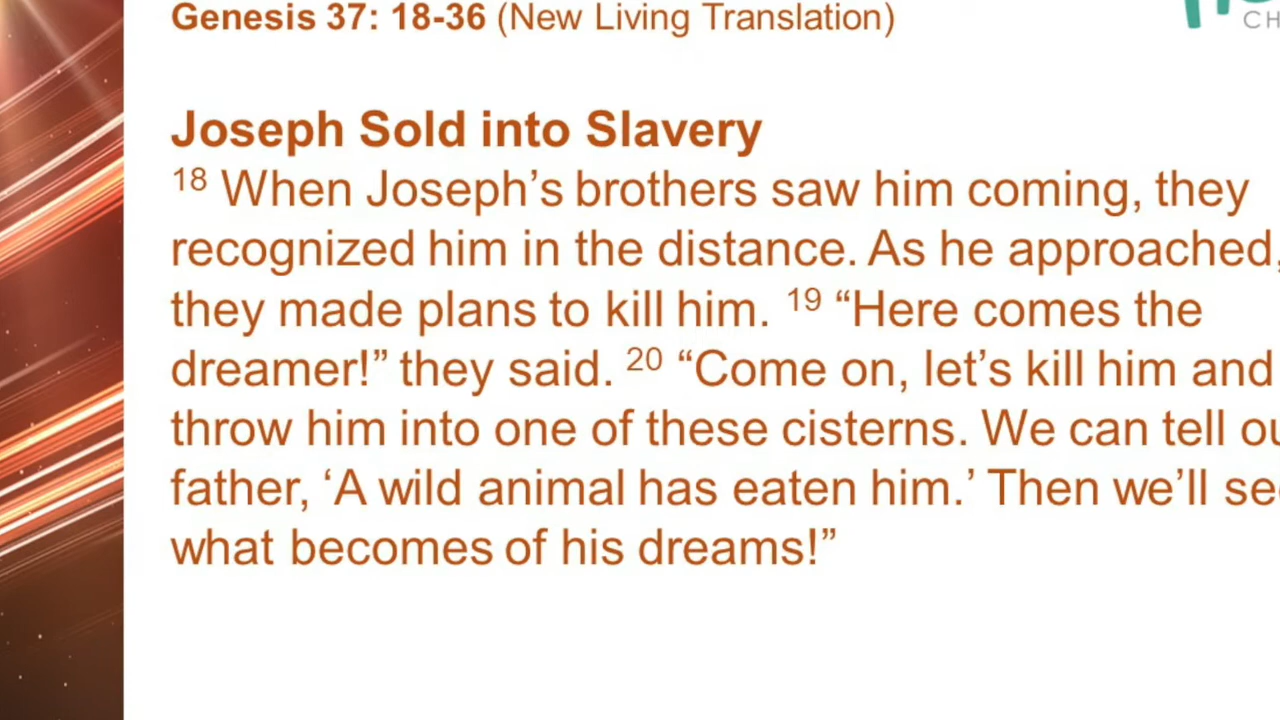 Genesis 37: 18-36 (New Living Translation)
CH
Joseph Sold into Slavery
18 When Joseph’s brothers saw him coming, they
recognized him in the distance. As he approached,
they made plans to kill him. 19 “Here comes the
dreamer!” they said. 20 “Come on, let’s kill him and
throw him into one of these cisterns. We can tell ou
father, ‘A wild animal has eaten him.’ Then we’ll se
what becomes of his dreams!”